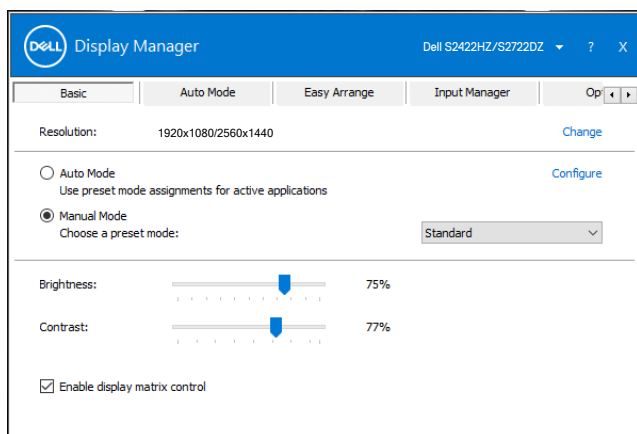 DELL Display Manager Dell S2422HZ/S2722DZ ? X
Basic Auto Mode Easy Arrange Input Manager Op
Resolution: 1920x1080/2560x1440 Change
Auto Mode Configure
Use preset mode assignments for active applications
Manual Mode
Choose a preset mode: Standard
Brightness: 75%
Contrast: 77%
Enable display matrix control